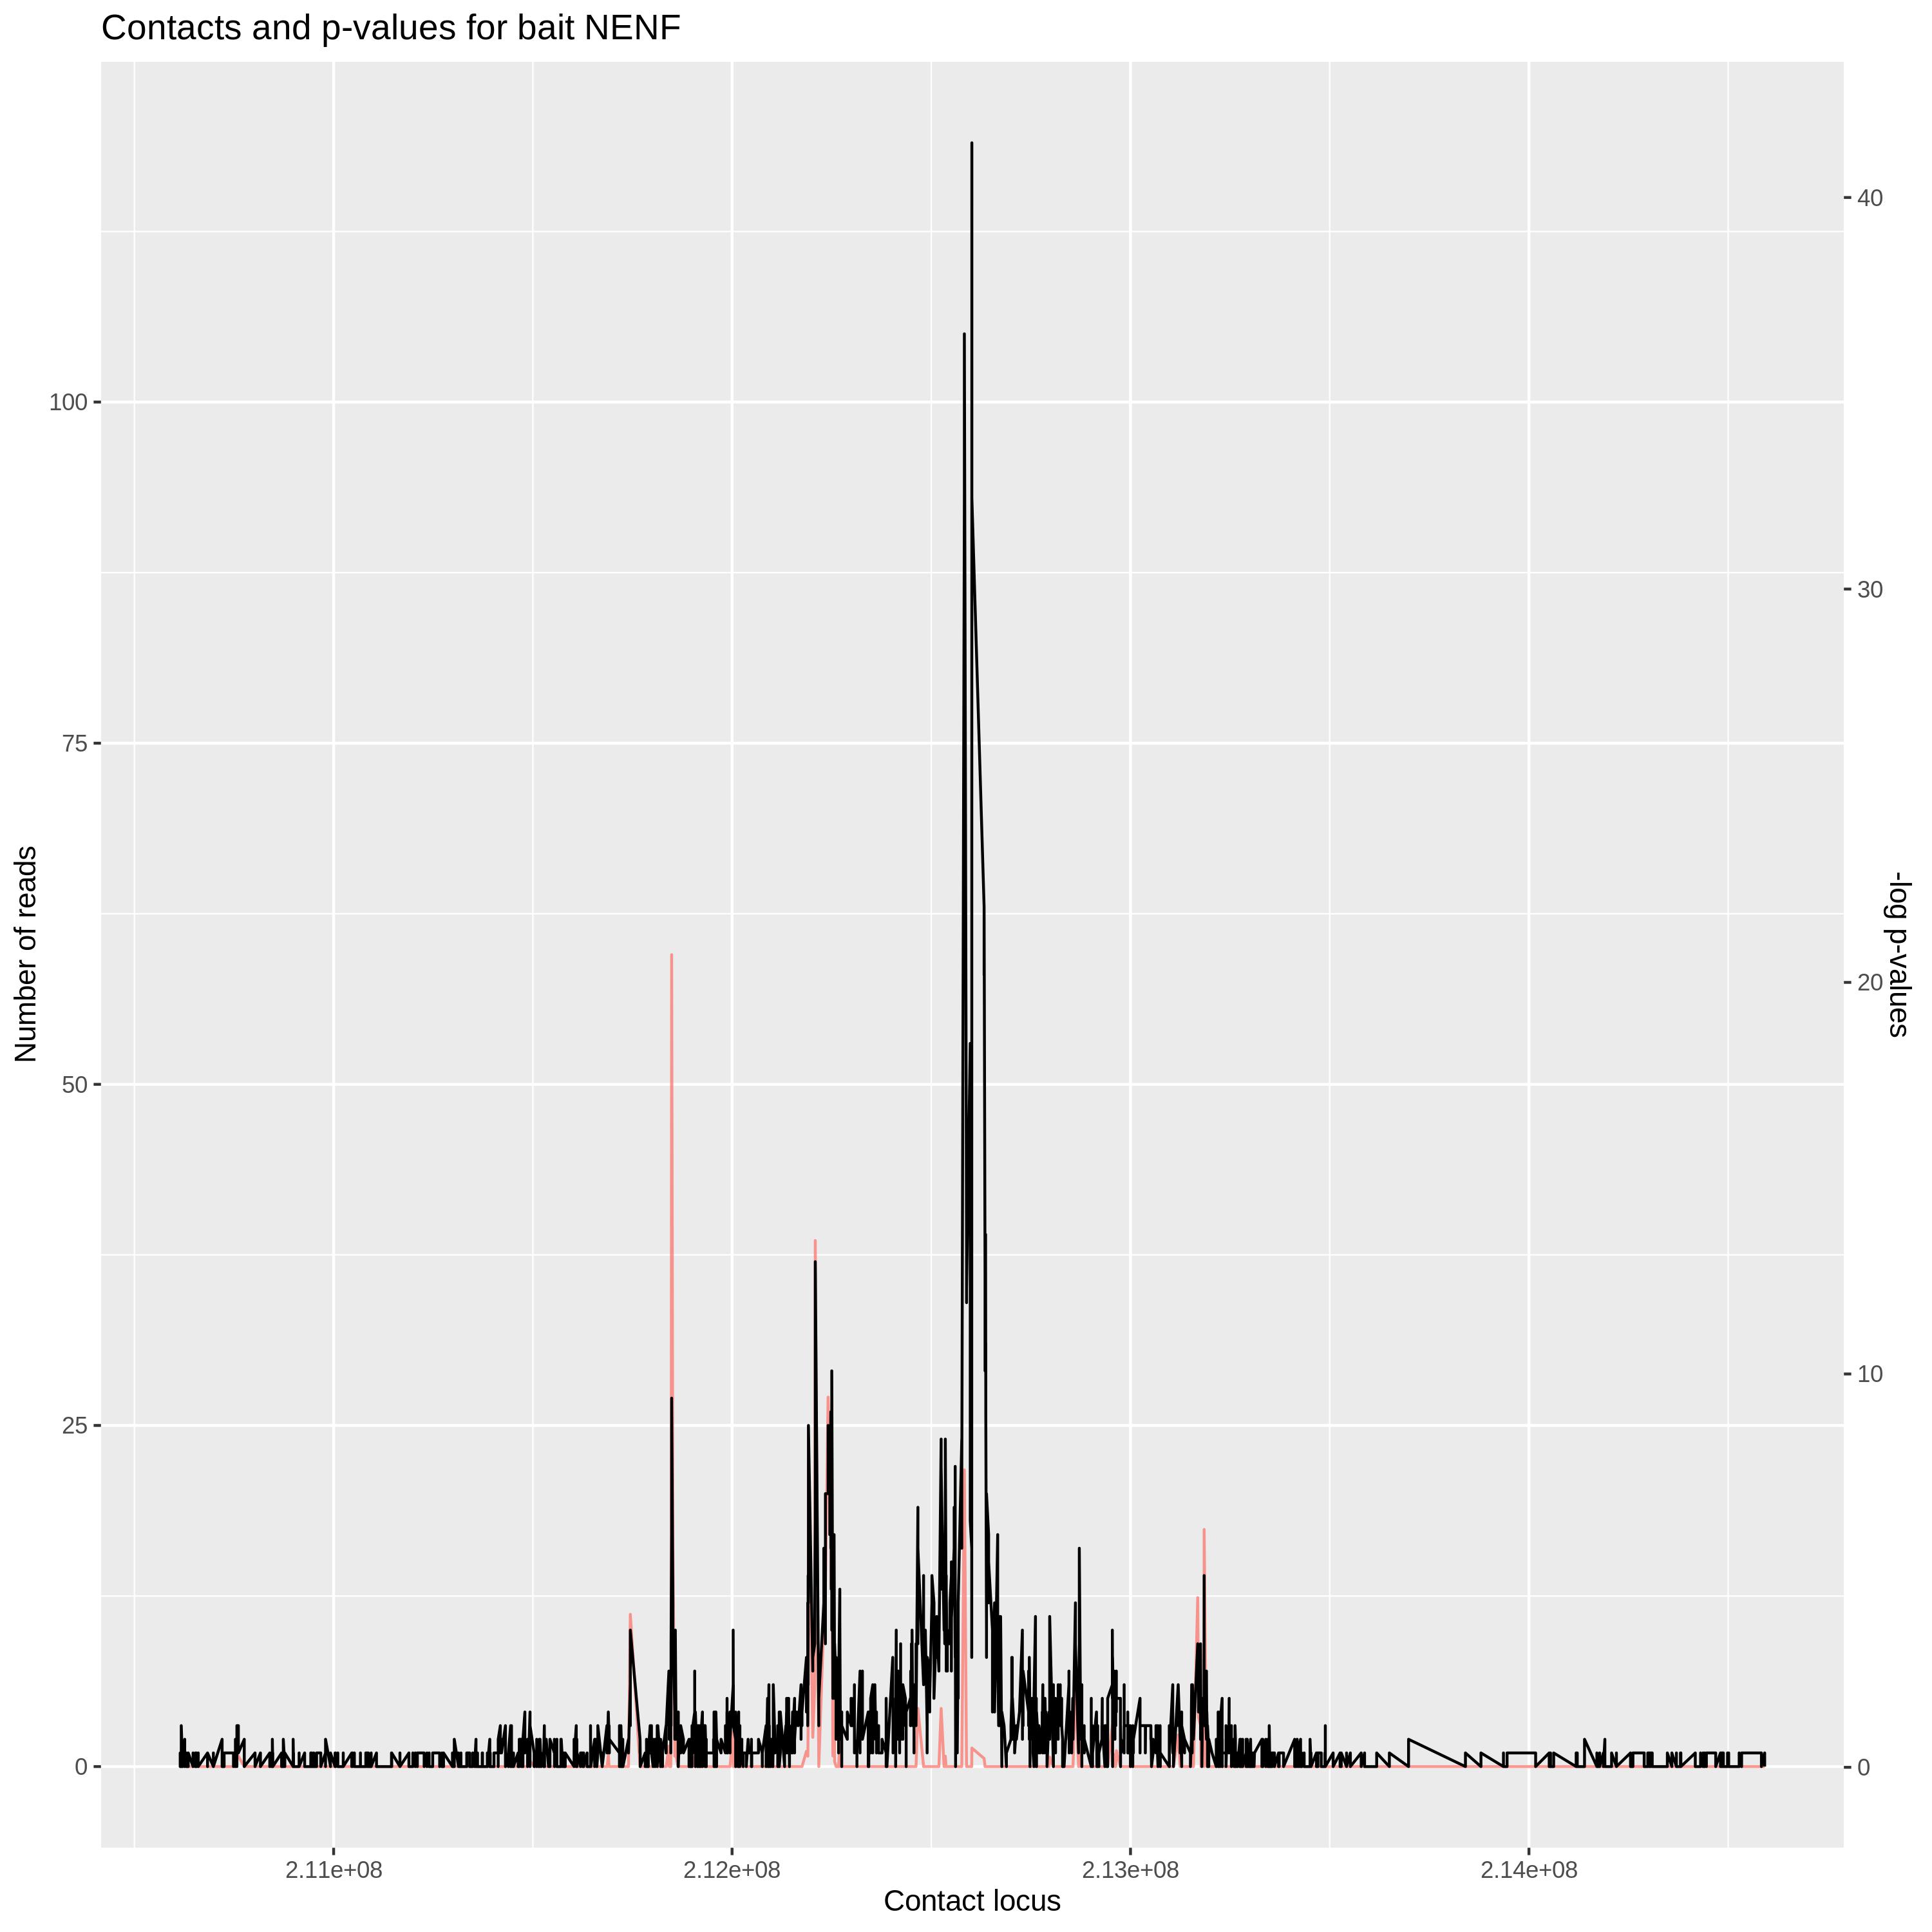 Contacts and p-values for bait NENF
Number of reads
100
75
50
25
0
40
30
20
10
0
-log p-values
2.11e+08
2.12e+08
2.13e+08
2.14e+08
Contact locus